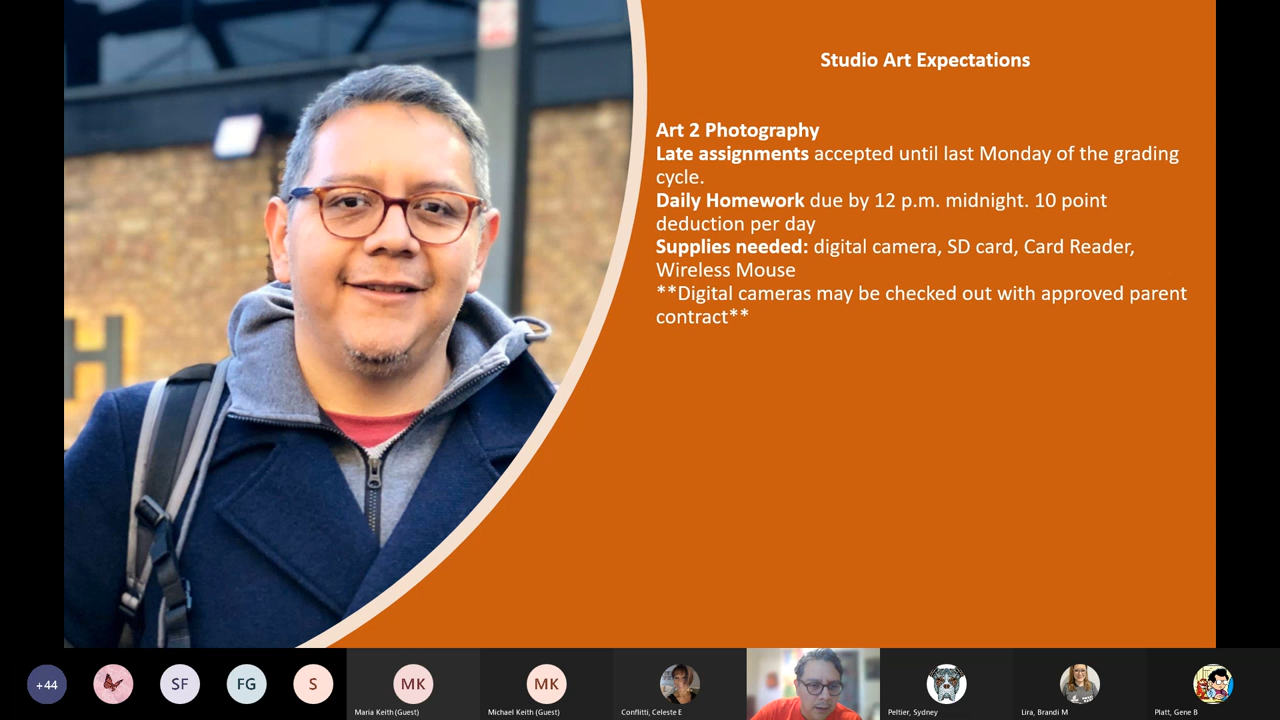 Studio Art Expectations
Art 2 Photography
Late assignments accepted until last Monday of the grading
cycle.
Daily Homework due by 12 p.m. midnight. 10 point
deduction per day
Supplies needed: digital camera, SD card, Card Reader,
Wireless Mouse
**Digital cameras may be checked out with approved parent
contract**
H
+44
SF
FG
S
MK
MK
Maria Keith (Guest)
Michael Keith (Guest)
Conflitti, Celeste E
Peltier, Sydney
Lira, Brandi M
Platt, Gene B